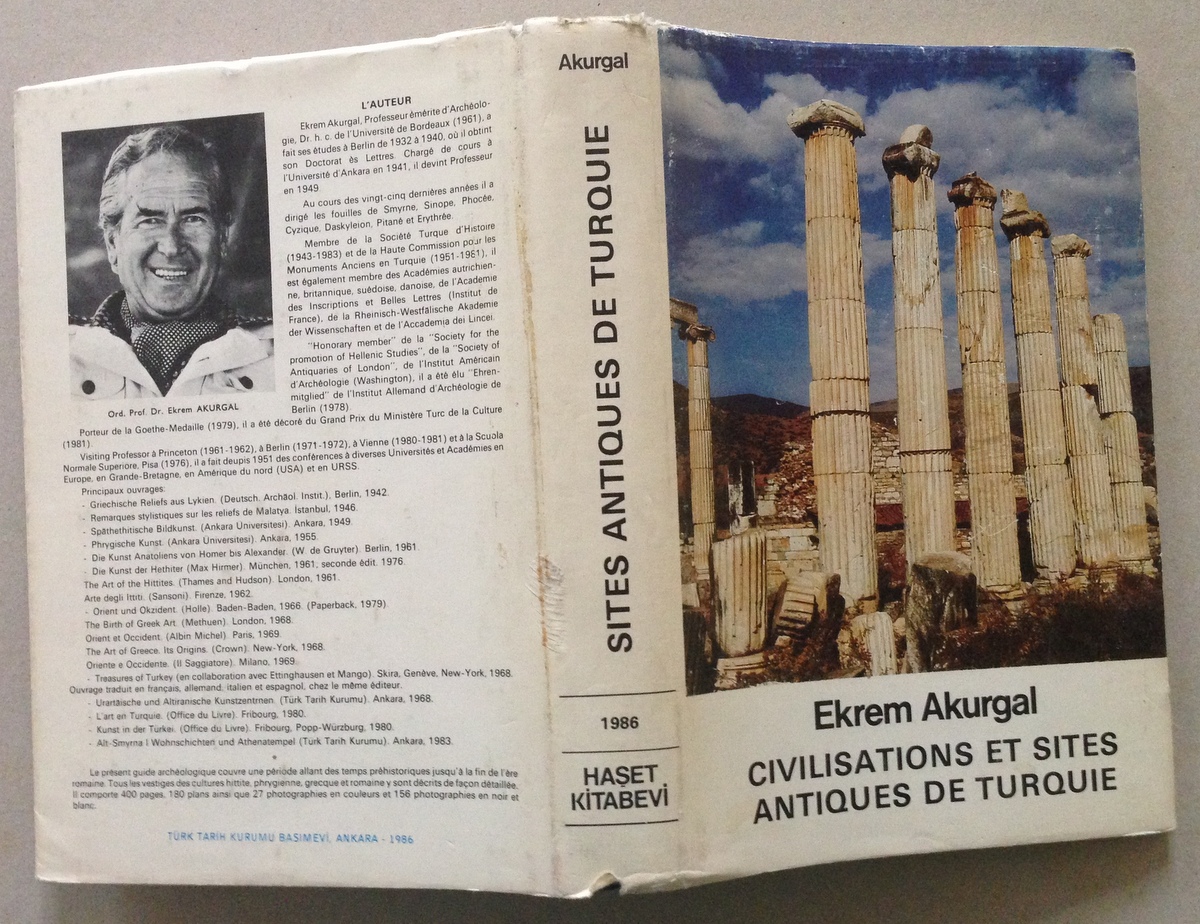 L'AUTEUR
Ekrem Akurgal, Professeur émérite d'Archéolo-
gie, Dr. h. c. de l'Université de Bordeaux (1961), a
fait ses études à Berlin de 1932 à 1940, où il obtint
son Doctorat ès Lettres. Chargé de cours à
l'Université d'Ankara en 1941, il devint Professeur
en 1949.
Au cours des vingt-cinq dernières années il a
dirigé les fouilles de Smyrne, Sinope, Phocée,
Cyzique, Daskyleion, Pitané et Erythrée.
Membre de la Société Turque d'Histoire
(1943-1983) et de la Haute Commission pour les
Monuments Anciens en Turquie (1951-1981), il
est également membre des Académies autrichien-
ne, britannique, suédoise, danoise, de l'Academie
des Inscriptions et Belles Lettres (Institut de
France), de la Rheinisch-Westfälische Akademie
der Wissenschaften et de l'Accademia dei Lincei.
"Honorary member" de la "Society for the
promotion of Hellenic Studies", de la "Society of
Antiquaries of London", de l'Institut Américain
d'Archéologie (Washington), il a été élu "Ehren-
mitglied" de l'Institut Allemand d'Archéologie de
Berlin (1978)
Ord. Prof. Dr. Ekrem AKURGAL
Porteur de la Goethe-Medaille (1979), il a été décoré du Grand Prix du Ministère Turc de la Culture
(1981).
Visiting Professor à Princeton (1961-1962), à Berlin (1971-1972), à Vienne (1980-1981) et à la Scuola
Normale Superiore, Pisa (1976), il a fait deupis 1951 des conférences à diverses Universités et Académies en
Europe, en Grande-Bretagne, en Amérique du nord (USA) et en URSS.
Principaux ouvrages:
- Griechische Reliefs aus Lykien. (Deutsch. Archäol. Instit.), Berlin, 1942.
- Remarques stylistiques sur les reliefs de Malatya. İstanbul, 1946.
- Späthethitische Bildkunst. (Ankara Universitesi). Ankara, 1949.
- Phrygische Kunst. (Ankara Üniversitesi). Ankara, 1955.
- Die Kunst Anatoliens von Homer bis Alexander. (W. de Gruyter). Berlin, 1961.
- Die Kunst der Hethiter (Max Hirmer). München, 1961, seconde édit. 1976.
The Art of the Hittites. (Thames and Hudson). London, 1961.
Arte degli Ittiti. (Sansoni). Firenze, 1962.
- Orient und Okzident. (Holle). Baden-Baden, 1966. (Paperback, 1979).
The Birth of Greek Art. (Methuen). London, 1968.
Orient et Occident. (Albin Michel). Paris, 1969.
The Art of Greece. Its Origins. (Crown). New-York, 1968.
Oriente e Occidente. (Il Saggiatore). Milano, 1969.
- Treasures of Turkey (en collaboration avec Ettinghausen et Mango). Skira, Genève, New-York, 1968.
Ouvrage traduit en français, allemand, italien et espagnol, chez le même éditeur.
- Urartäische und Altiranische Kunstzentrnen. (Türk Tarih Kurumu). Ankara, 1968.
- L'art en Turquie. (Office du Livre). Fribourg, 1980.
- Kunst in der Türkei. (Office du Livre). Fribourg, Popp-Würzburg, 1980.
- Alt-Smyrna I Wohnschichten und Athenatempel (Türk Tarih Kurumu). Ankara, 1983.
*
Le présent guide archéologique couvre une période allant des temps préhistoriques jusqu'à la fin de l'ère
romaine. Tous les vestiges des cultures hittite, phrygienne, grecque et romaine y sont décrits de façon détaillée.
Il comporte 400 pages, 180 plans ainsi que 27 photographies en couleurs et 156 photographies en noir et
blanc.
TÜRK TARİH KURUMU BASIMEVİ, ANKARA - 1986
Akurgal
SITES ANTIQUES DE TURQUIE
1986
HAŞET
KİTABEVİ
Ekrem Akurgal
CIVILISATIONS ET SITES
ANTIQUES DE TURQUIE